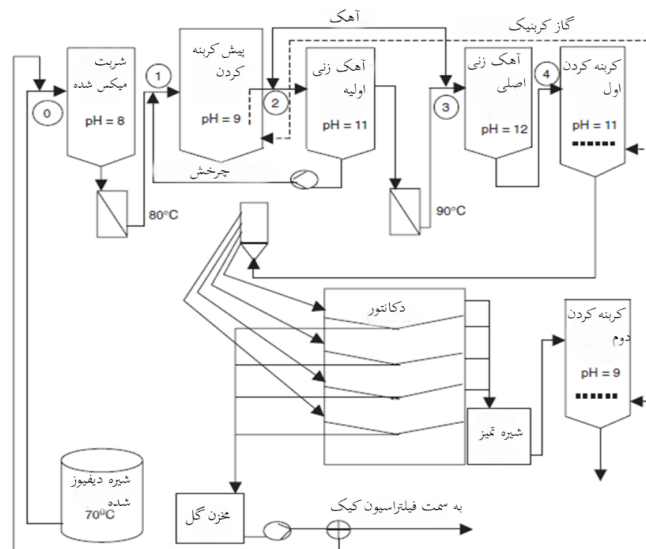 آهک
گاز کربنیک
شربت
میکس شده
pH = 8
0
1
پیش کربنه
کردن
pH = 9
2
آهک زنی
اولیه
pH = 11
3
آهک زنی
اصلی
pH = 12
4
کربنه کردن
اول
pH = 11
چرخش
80°C
90°C
دکانتور
کربنه کردن
دوم
pH = 9
شیره تمیز
شیره دیفیوز
شده
70°C
مخزن گل
به سمت فیلتراسیون کیک